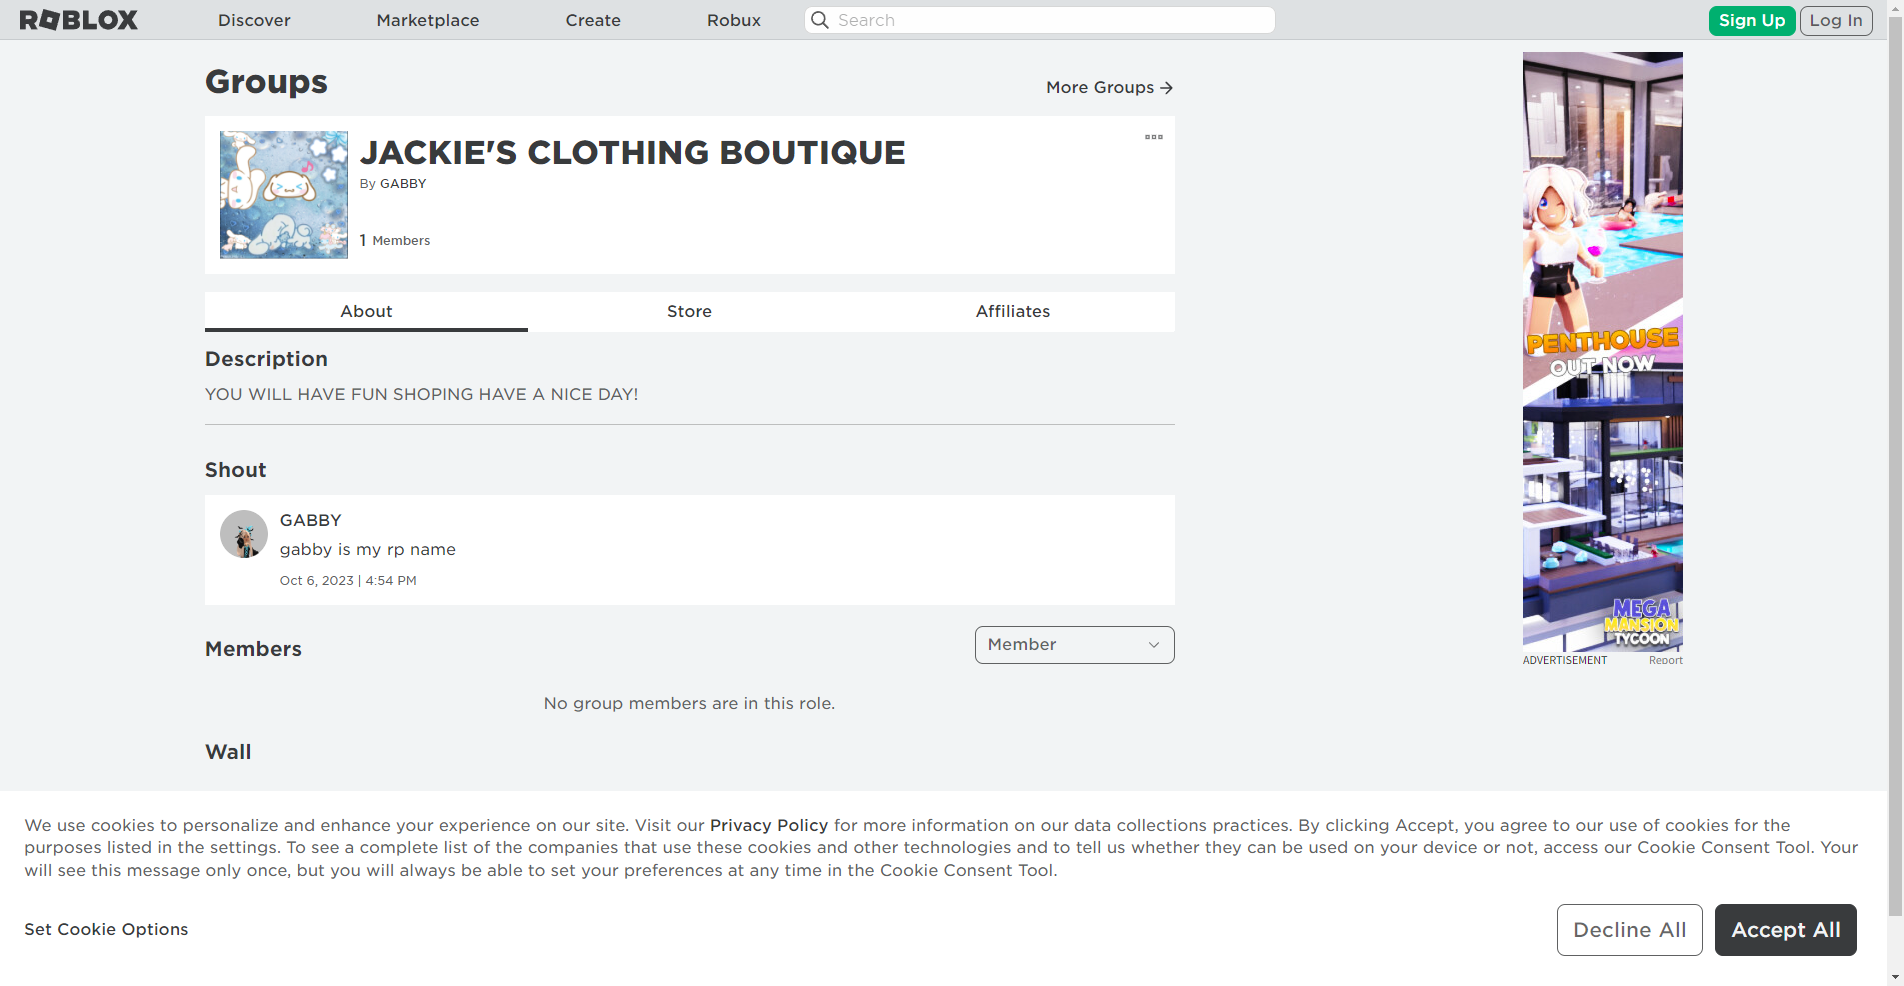 ROBLOX
Discover
Marketplace
Create
Robux
Search
Sign Up
Log In
Groups
More Groups →
JACKIE'S CLOTHING BOUTIQUE
By GABBY
1 Members
About
Store
Affiliates
Description
YOU WILL HAVE FUN SHOPING HAVE A NICE DAY!
Shout
GABBY
gabby is my rp name
Oct 6, 2023 | 4:54 PM
Members
Member
No group members are in this role.
Wall
PENTHOUSE
OUT NOW
MEGA
MANSION
TYCOON
ADVERTISEMENT
Report
We use cookies to personalize and enhance your experience on our site. Visit our Privacy Policy for more information on our data collections practices. By clicking Accept, you agree to our use of cookies for the
purposes listed in the settings. To see a complete list of the companies that use these cookies and other technologies and to tell us whether they can be used on your device or not, access our Cookie Consent Tool. Your
will see this message only once, but you will always be able to set your preferences at any time in the Cookie Consent Tool.
Set Cookie Options
Decline All
Accept All